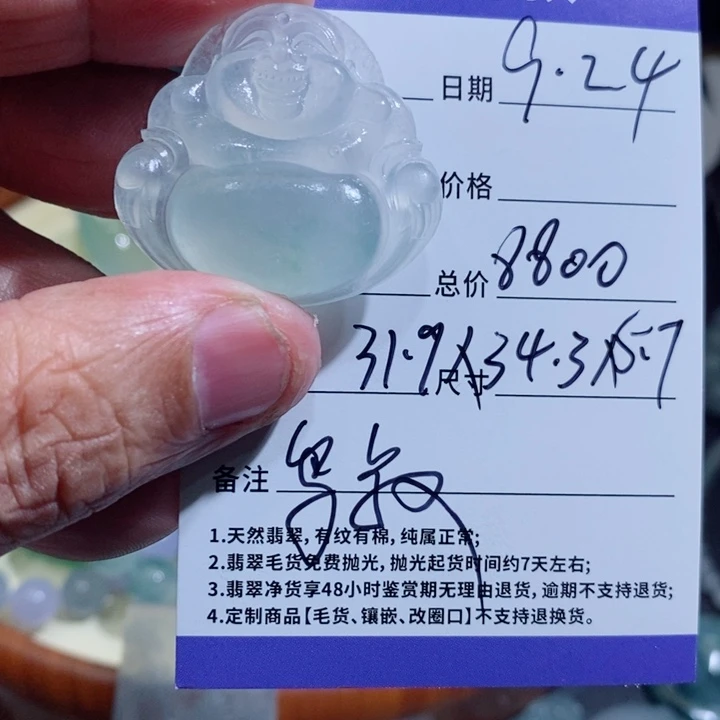 日期 9.24
价格
总价 8800
31.9×34.3×5.7
尺寸
备注
1.天然翡翠,有纹有棉,纯属正常;
2.翡翠毛货免费抛光,抛光起货时间约7天左右;
3.翡翠净货享48小时鉴赏期无理由退货,逾期不支持退货;
4.定制商品【毛货、镶嵌、改圈口】不支持退换货。